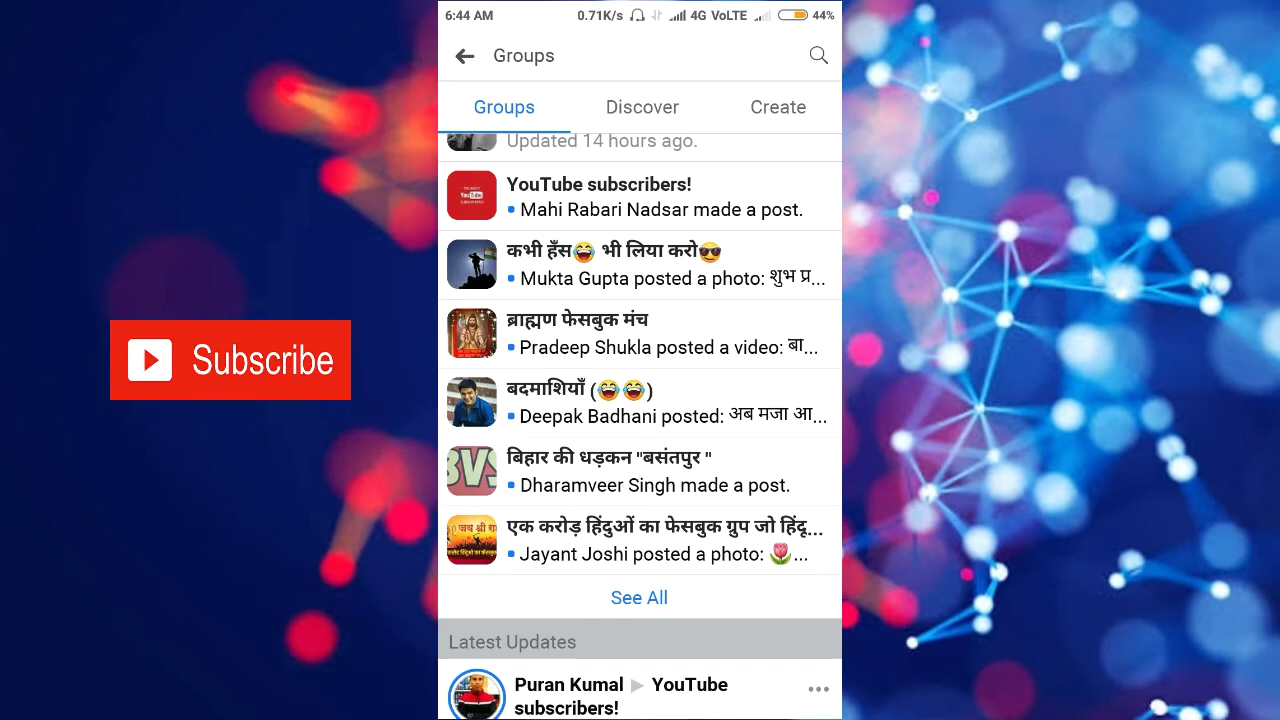 6:44 AM 0.71K/s 4G VoLTE 44%
Groups
Groups Discover Create
Updated 14 hours ago.
YouTube subscribers!
Mahi Rabari Nadsar made a post.
कभी हँस😂 भी लिया करो😎
Mukta Gupta posted a photo: शुभ प्र...
ब्राह्मण फेसबुक मंच
Pradeep Shukla posted a video: बा...
Subscribe
बदमाशियाँ (😂😂)
Deepak Badhani posted: अब मजा आ...
बिहार की धड़कन "बसंतपुर "
BVS
Dharamveer Singh made a post.
एक करोड़ हिंदुओं का फेसबुक ग्रुप जो हिंदू...
Jayant Joshi posted a photo: 🌷...
See All
Latest Updates
Puran Kumal ▶ YouTube
subscribers!